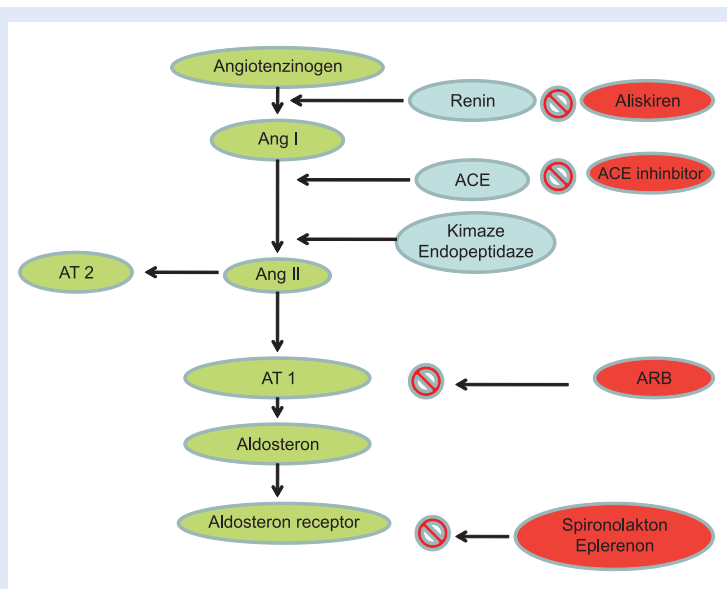 Angiotenzinogen
Renin
Aliskiren
Ang I
ACE
ACE inhinbitor
Kimaze
Endopeptidaze
AT 2
Ang II
AT 1
ARB
Aldosteron
Aldosteron receptor
Spironolakton
Eplerenon